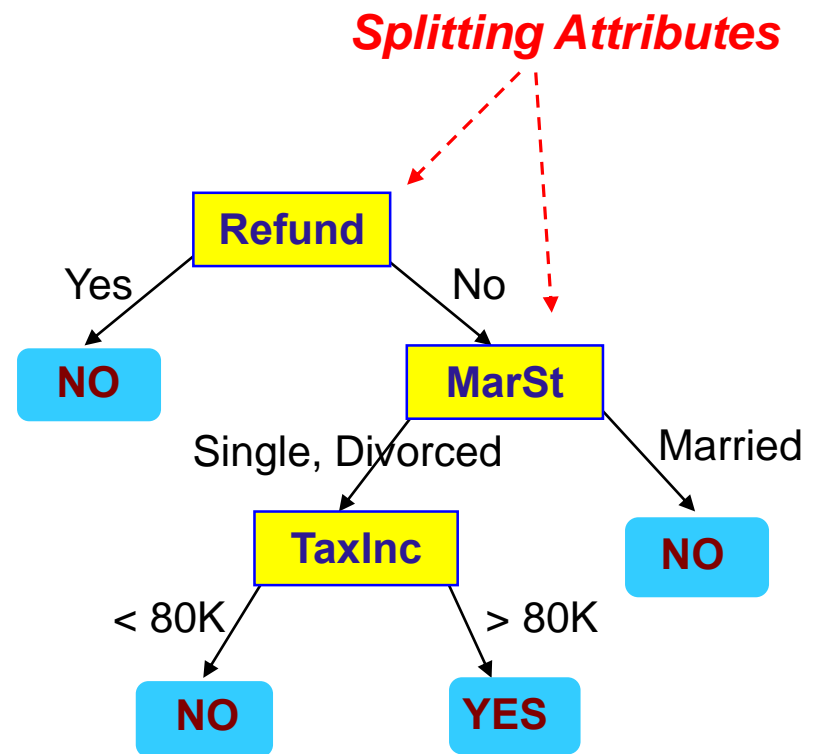 Splitting Attributes
Refund
Yes
No
NO
MarSt
Single, Divorced
Married
TaxInc
NO
< 80K
> 80K
NO
YES